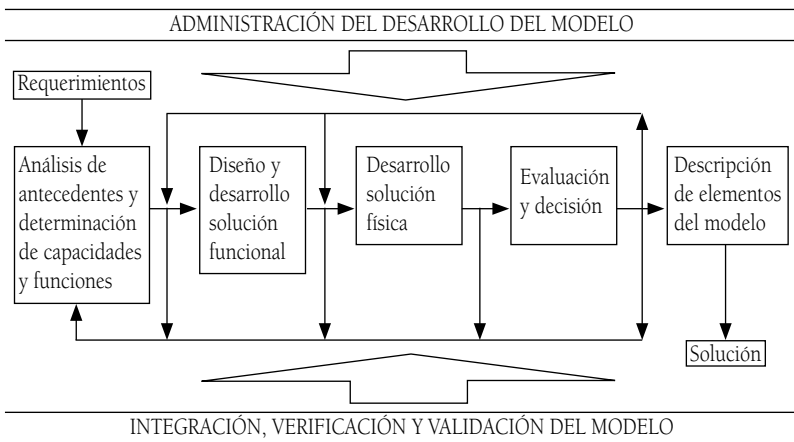 ADMINISTRACIÓN DEL DESARROLLO DEL MODELO
Requerimientos
Análisis de
antecedentes y
determinación
de capacidades
y funciones
Diseño y
desarrollo
solución
funcional
Desarrollo
solución
física
Evaluación
y decisión
Descripción
de elementos
del modelo
Solución
INTEGRACIÓN, VERIFICACIÓN Y VALIDACIÓN DEL MODELO